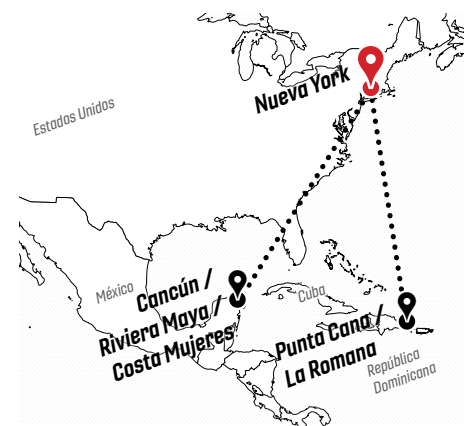 Nueva York
Estados Unidos
México
Cancún /
Riviera Maya /
Costa Mujeres
Cuba
Punta Cana /
La Romana
República
Dominicana